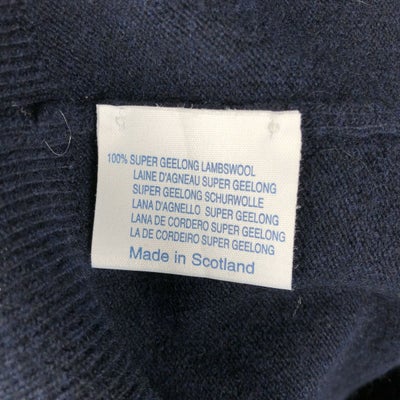 100% SUPER GEELONG LAMBSWOOL
LAINE D'AGNEAU SUPER GEELONG
SUPER GEELONG SCHURWOLLE
LANA D'AGNELLO SUPER GEELONG
LANA DE CORDERO SUPER GEELONG
LA DE CORDEIRO SUPER GEELONG
Made in Scotland